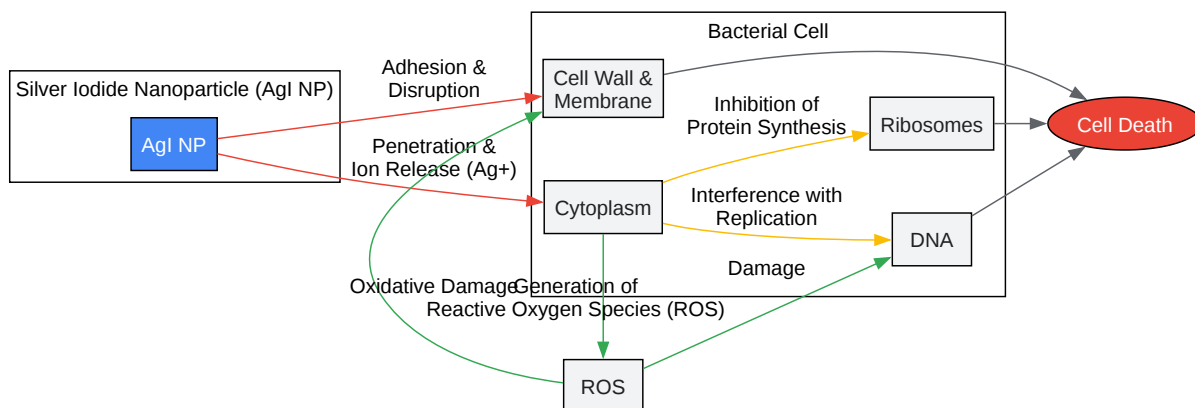 Bacterial Cell
Silver Iodide Nanoparticle (AgI NP)
AgI NP
Adhesion &
Disruption
Penetration &
Ion Release (Ag+)
Cell Wall &
Membrane
Inhibition of
Protein Synthesis
Ribosomes
Cell Death
Cytoplasm
Interference with
Replication
DNA
Damage
Oxidative Damage
Generation of
Reactive Oxygen Species (ROS)
ROS